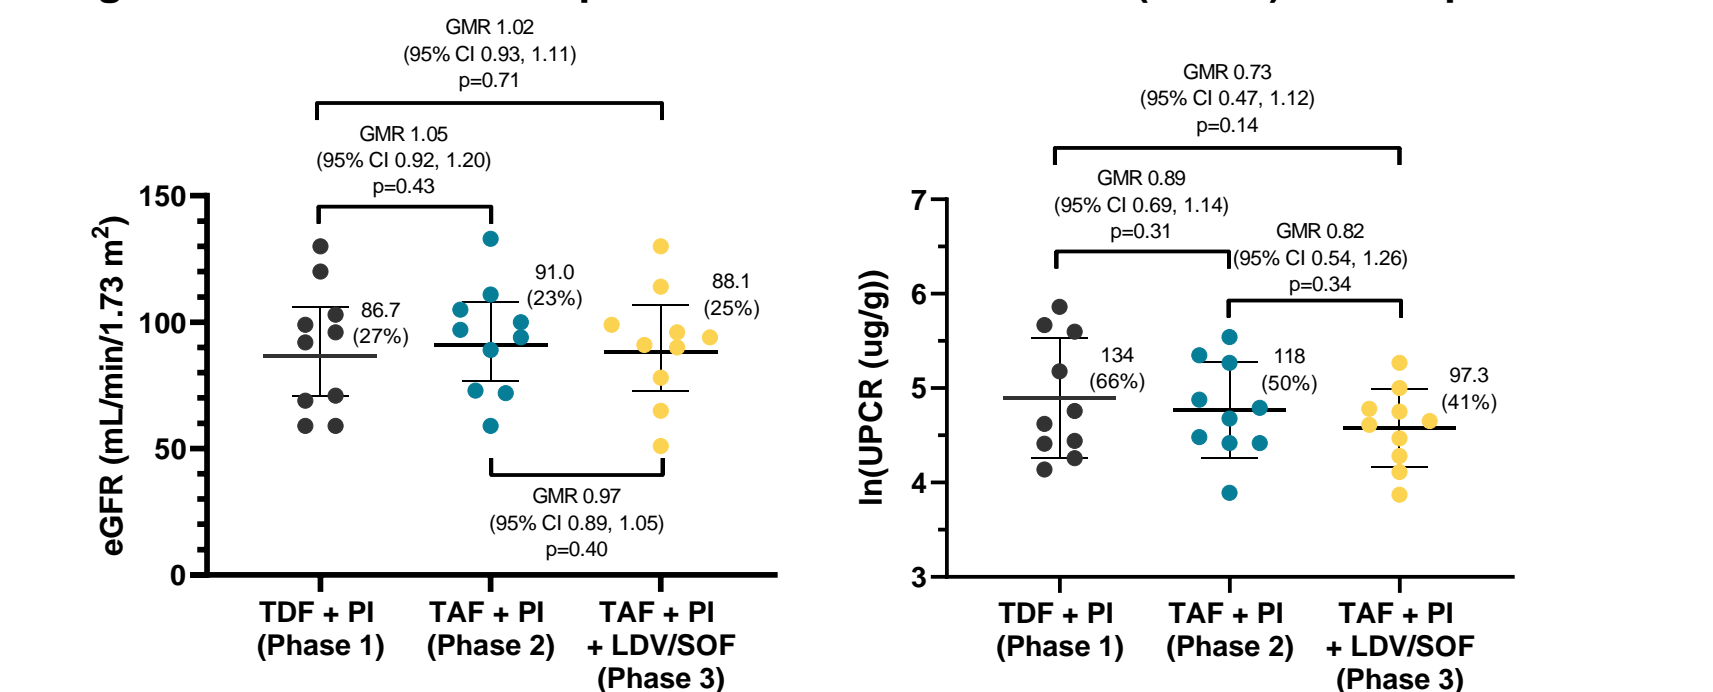 GMR 1.02
(95% CI 0.93, 1.11)
p=0.71
GMR 1.05
(95% CI 0.92, 1.20)
p=0.43
150
100
50
0
eGFR (mL/min/1.73 m²)
86.7
(27%)
91.0
(23%)
88.1
(25%)
GMR 0.97
(95% CI 0.89, 1.05)
p=0.40
TDF + PI
(Phase 1)
TAF + PI
(Phase 2)
TAF + PI
+ LDV/SOF
(Phase 3)
GMR 0.73
(95% CI 0.47, 1.12)
p=0.14
GMR 0.89
(95% CI 0.69, 1.14)
p=0.31
GMR 0.82
(95% CI 0.54, 1.26)
p=0.34
7
6
5
4
3
ln(UPCR (ug/g))
134
(66%)
118
(50%)
97.3
(41%)
TDF + PI
(Phase 1)
TAF + PI
(Phase 2)
TAF + PI
+ LDV/SOF
(Phase 3)